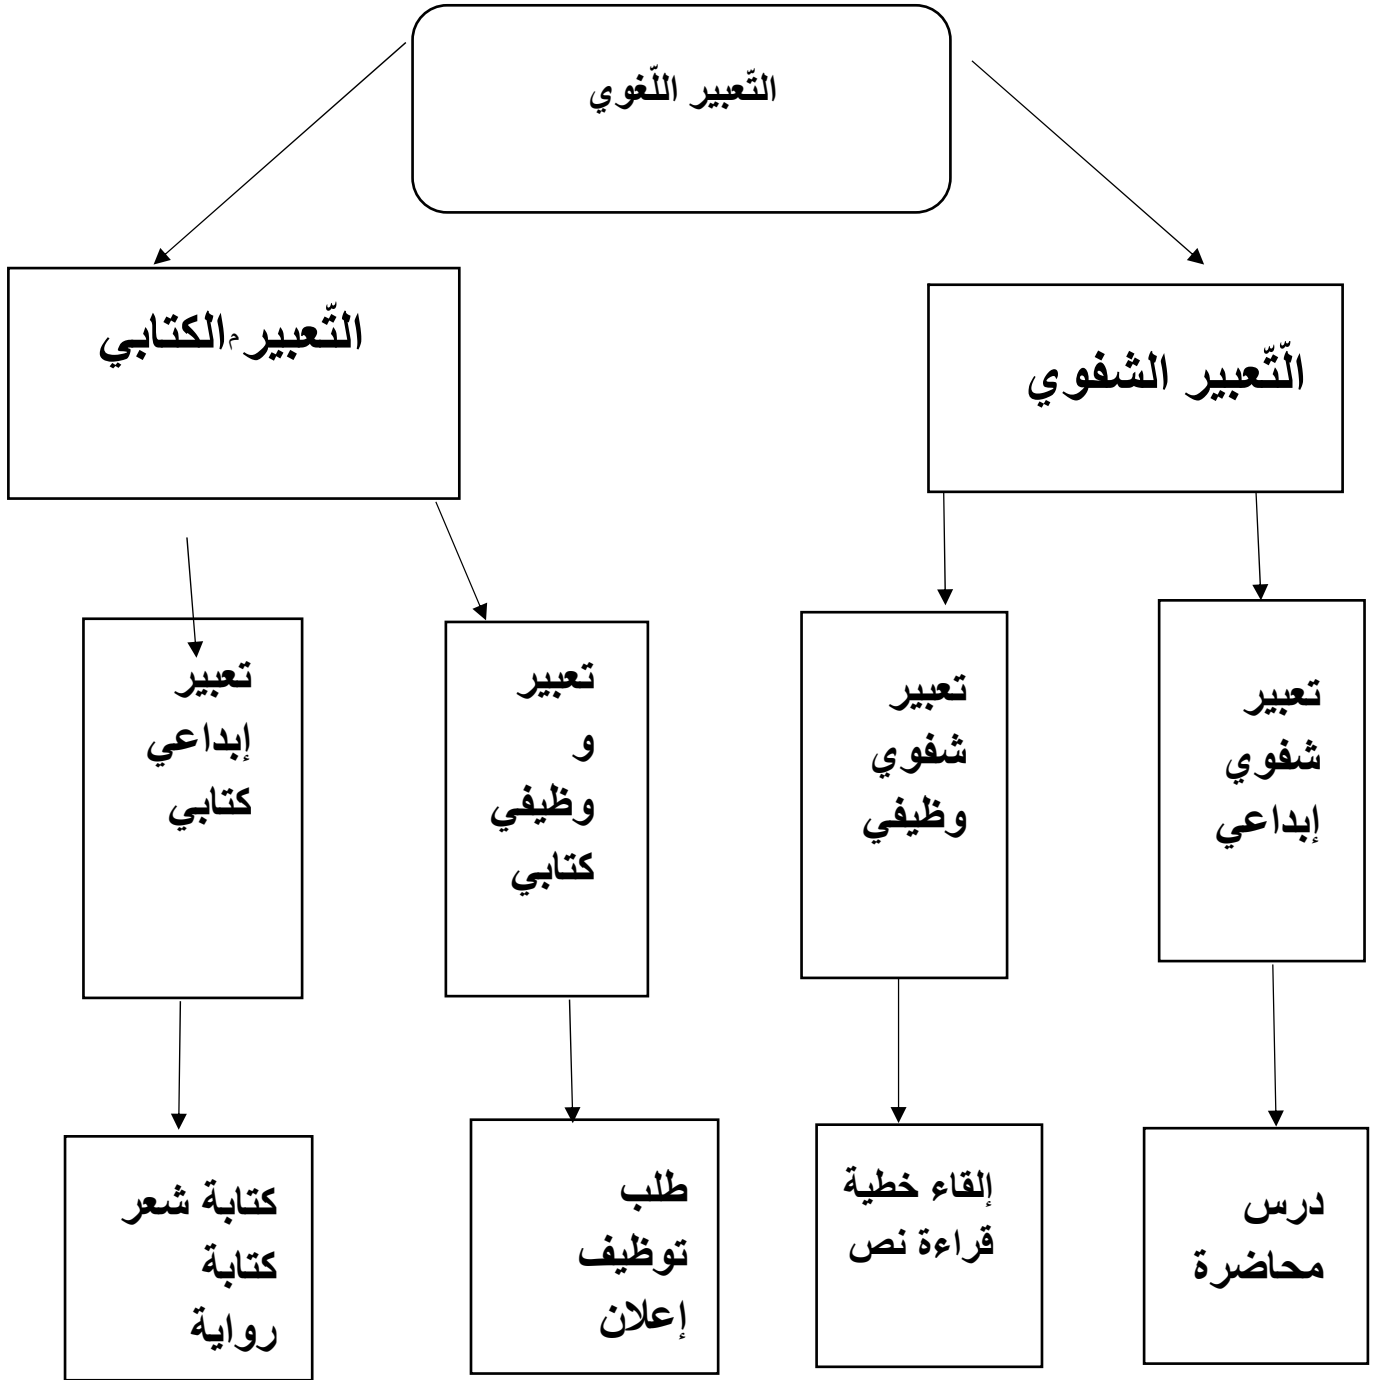 التّعبير اللّغوي
التّعبير الشفوي
التّعبير م الكتابي
تعبير
شفوي
إبداعي
تعبير
شفوي
وظيفي
تعبير
و
وظيفي
كتابي
تعبير
إبداعي
كتابي
درس
محاضرة
إلقاء خطية
قراءة نص
طلب
توظيف
إعلان
كتابة شعر
كتابة
رواية